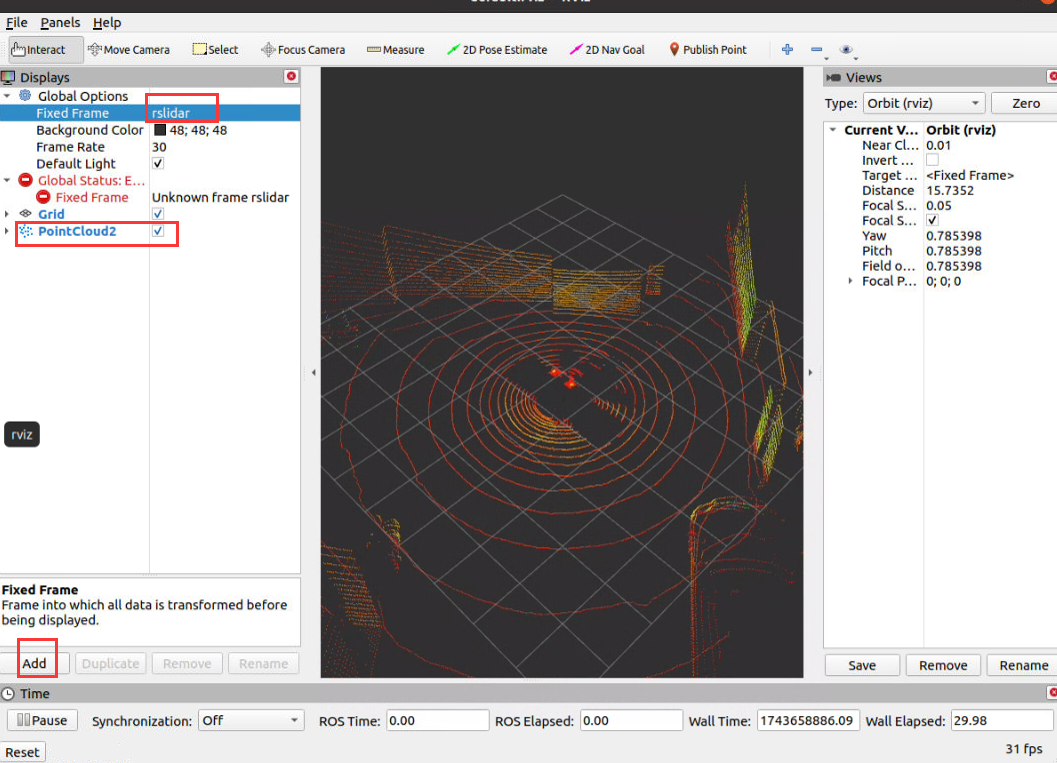 File Panels Help
Interact Move Camera Select Focus Camera Measure 2D Pose Estimate 2D Nav Goal Publish Point
Displays
Global Options
Fixed Frame rslidar
Background Color 48; 48; 48
Frame Rate 30
Default Light
Global Status: E...
Fixed Frame Unknown frame rslidar
Grid
PointCloud2
rviz
Fixed Frame
Frame into which all data is transformed before
being displayed.
Add Duplicate Remove Rename
Views
Type: Orbit (rviz) Zero
Current V... Orbit (rviz)
Near Cl... 0.01
Invert ...
Target ... <Fixed Frame>
Distance 15.7352
Focal S... 0.05
Focal S...
Yaw 0.785398
Pitch 0.785398
Field o... 0.785398
Focal P... 0; 0; 0
Save Remove Rename
Time
Pause Synchronization: Off ROS Time: 0.00 ROS Elapsed: 0.00 Wall Time: 1743658886.09 Wall Elapsed: 29.98
Reset 31 fps